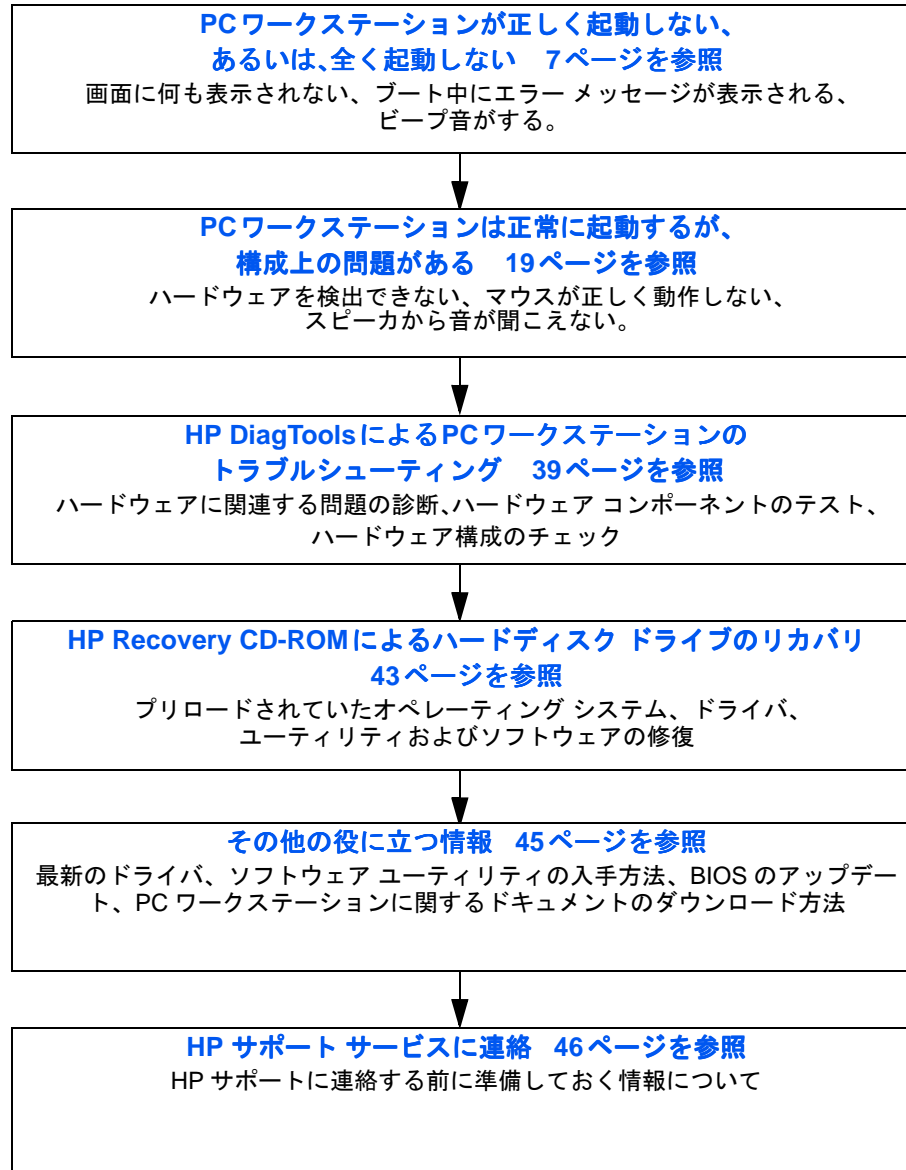 PCワークステーションが正しく起動しない、
あるいは、全く起動しない 7ページを参照
画面に何も表示されない、ブート中にエラー メッセージが表示される、
ビープ音がする。
PCワークステーションは正常に起動するが、
構成上の問題がある 19ページを参照
ハードウェアを検出できない、マウスが正しく動作しない、
スピーカから音が聞こえない。
HP DiagToolsによるPCワークステーションの
トラブルシューティング 39ページを参照
ハードウェアに関連する問題の診断、ハードウェア コンポーネントのテスト、
ハードウェア構成のチェック
HP Recovery CD-ROMによるハードディスク ドライブのリカバリ
43ページを参照
プリロードされていたオペレーティング システム、ドライバ、
ユーティリティおよびソフトウェアの修復
その他の役に立つ情報 45ページを参照
最新のドライバ、ソフトウェア ユーティリティの入手方法、BIOS のアップデー
ト、PC ワークステーションに関するドキュメントのダウンロード方法
HP サポート サービスに連絡 46ページを参照
HP サポートに連絡する前に準備しておく情報について